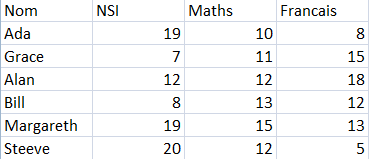 Nom NSI Maths Francais
Ada 19 10 8
Grace 7 11 15
Alan 12 12 18
Bill 8 13 12
Margareth 19 15 13
Steeve 20 12 5